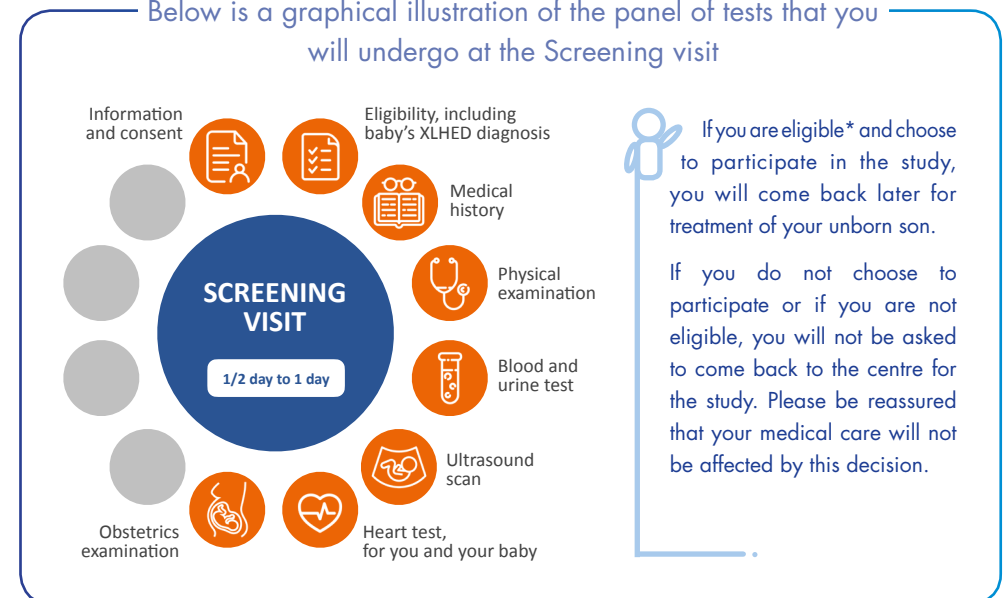 Below is a graphical illustration of the panel of tests that you
will undergo at the Screening visit
Information
and consent
Eligibility, including
baby's XLHED diagnosis
Medical
history
Physical
examination
Blood and
urine test
Ultrasound
scan
Heart test,
for you and your baby
Obstetrics
examination
SCREENING
VISIT
1/2 day to 1 day
If you are eligible* and choose
to participate in the study,
you will come back later for
treatment of your unborn son.
If you do not choose to
participate or if you are not
eligible, you will not be asked
to come back to the centre for
the study. Please be reassured
that your medical care will not
be affected by this decision.